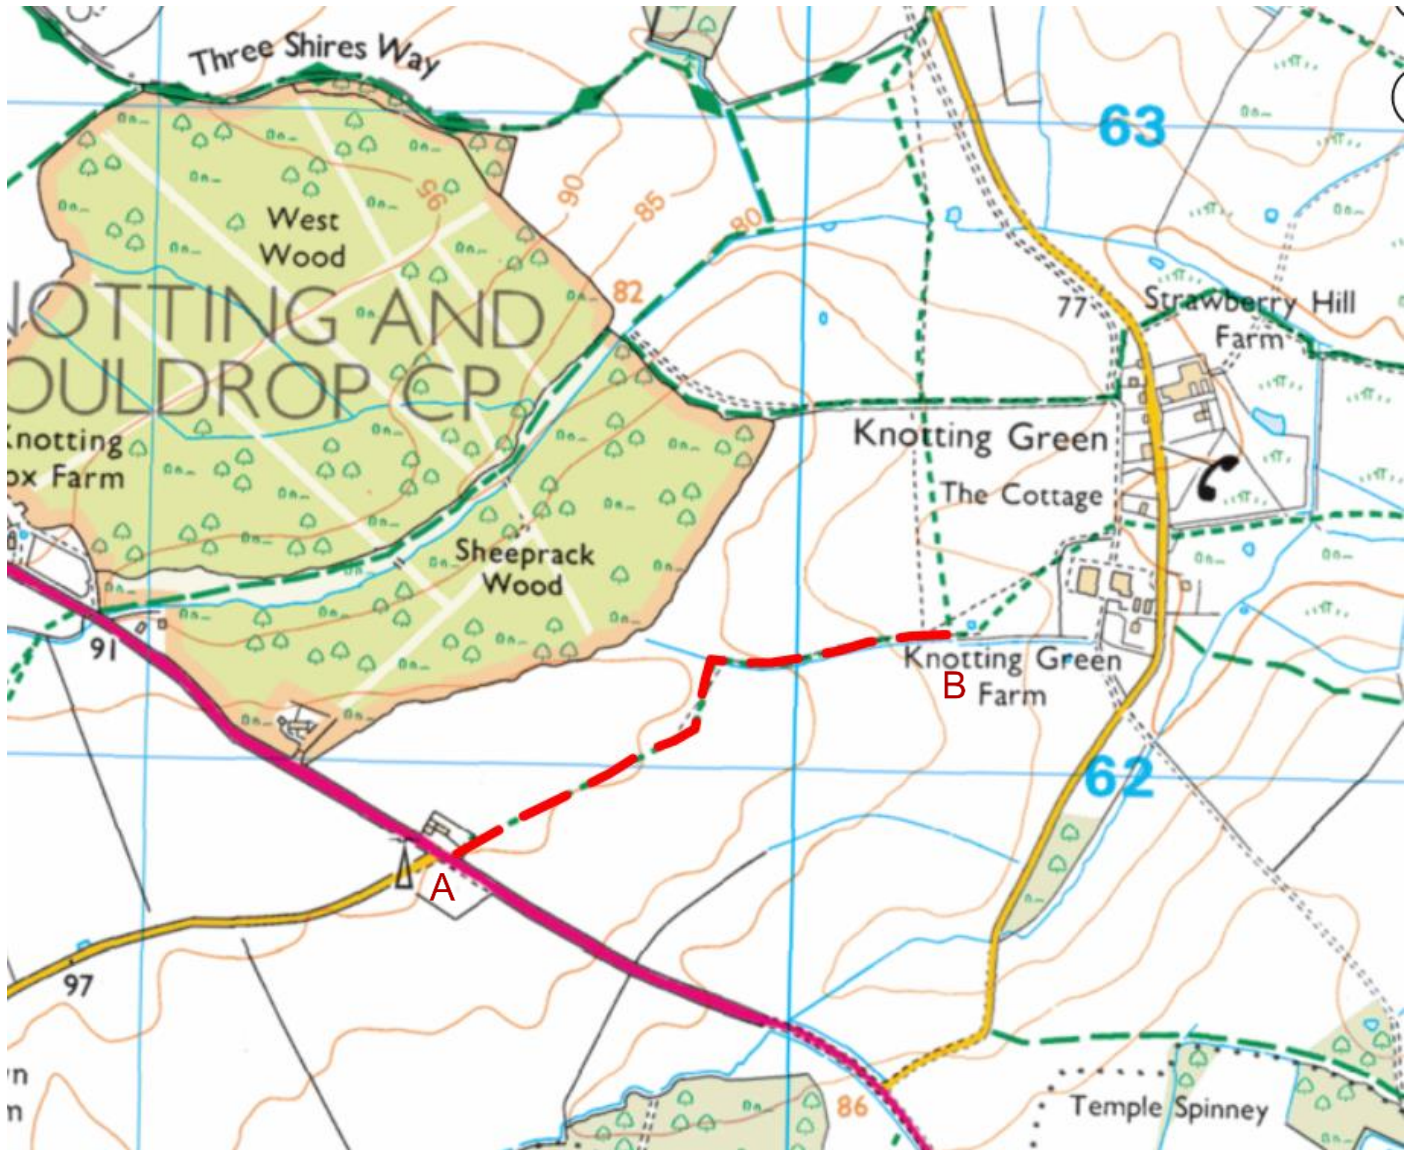 Three Shires Way
63
95
90
85
80
West
Wood
82
77
Strawberry Hill
Farm
NOTTING AND
OULDROP CP
Knotting
ox Farm
Knotting Green
The Cottage
Sheeprack
Wood
91
Knotting Green
Farm
B
62
A
97
86
Temple Spinney
n
m